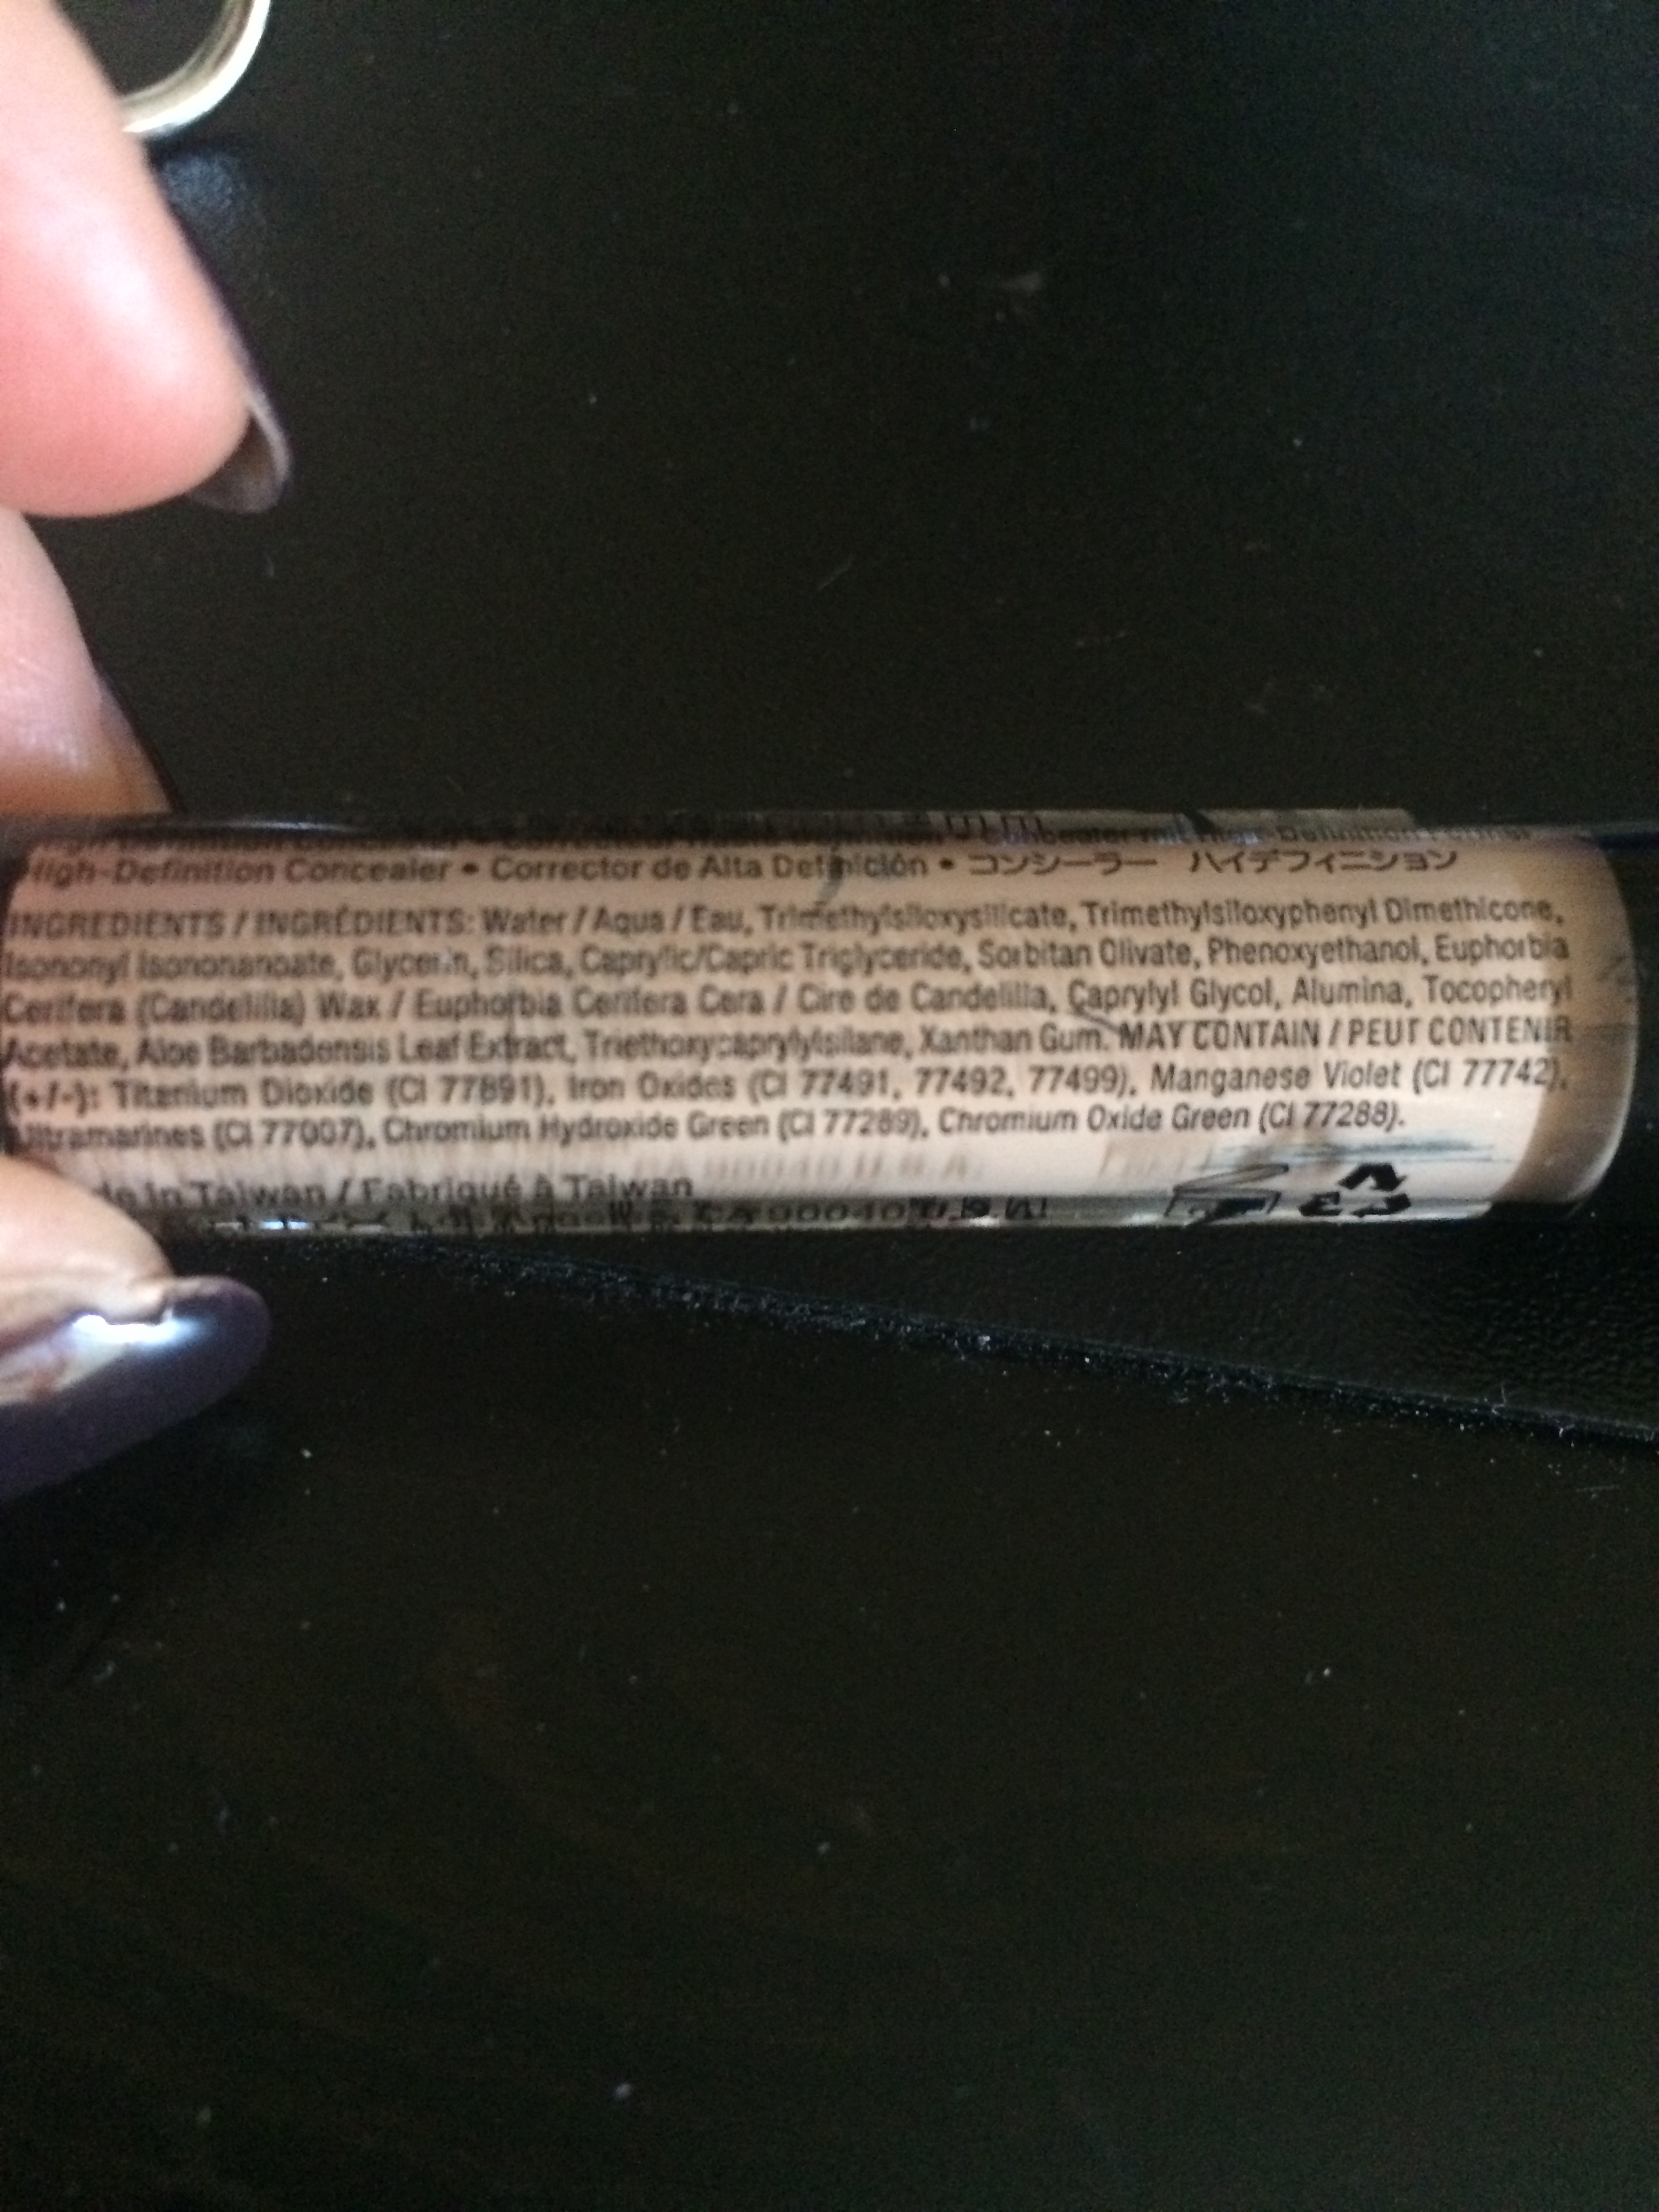 High-Definition Concealer • Corrector de Alta Definición • コンシーラー ハイデフィニション
INGREDIENTS / INGRÉDIENTS: Water / Aqua / Eau, Trimethylsiloxysilicate, Trimethylsiloxyphenyl Dimethicone,
Isononyl Isononanoate, Glycerin, Silica, Caprylic/Capric Triglyceride, Sorbitan Olivate, Phenoxyethanol, Euphorbia
Cerifera (Candelilla) Wax / Euphorbia Cerifera Cera / Cire de Candelilla, Caprylyl Glycol, Alumina, Tocopheryl
Acetate, Aloe Barbadensis Leaf Extract, Triethoxycaprylylsilane, Xanthan Gum. MAY CONTAIN / PEUT CONTENIR
(+/-): Titanium Dioxide (CI 77891), Iron Oxides (CI 77491, 77492, 77499), Manganese Violet (CI 77742),
Ultramarines (CI 77007), Chromium Hydroxide Green (CI 77289), Chromium Oxide Green (CI 77288).
de in Taiwan / Fabriqué à Taiwan
CA 90040 U.S.A.